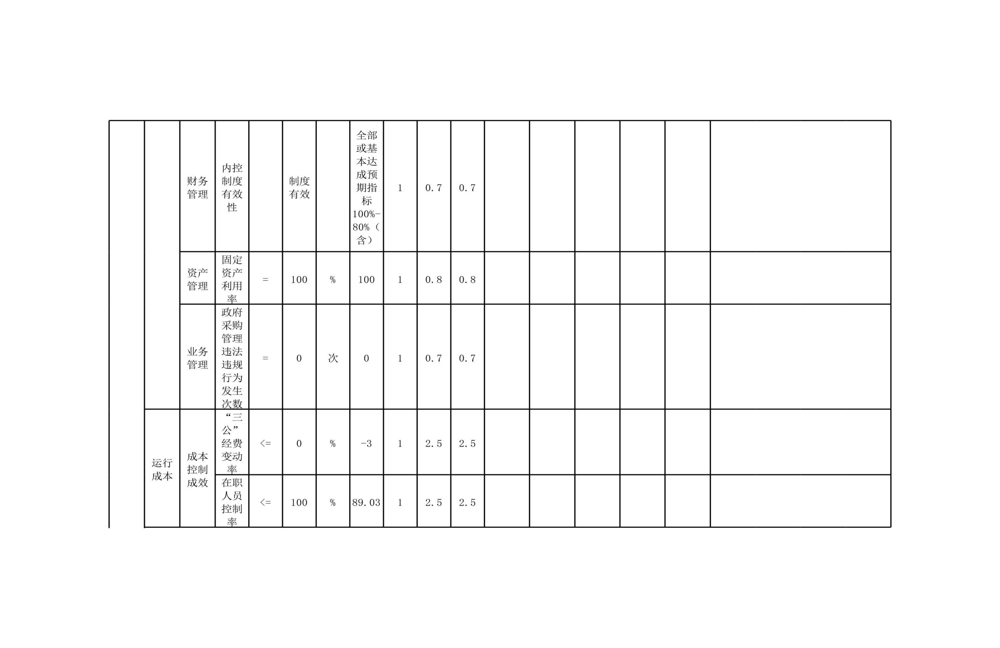 财务
管理
内控
制度
有效
性
制度
有效
全部
或基
本达
成预
期指
标
100%-
80%（
含）
1
0.7
0.7
资产
管理
固定
资产
利用
率
=
100
%
100
1
0.8
0.8
业务
管理
政府
采购
管理
违法
违规
行为
发生
次数
=
0
次
0
1
0.7
0.7
运行
成本
成本
控制
成效
“三
公”
经费
变动
率
<=
0
%
-3
1
2.5
2.5
在职
人员
控制
率
<=
100
%
89.03
1
2.5
2.5